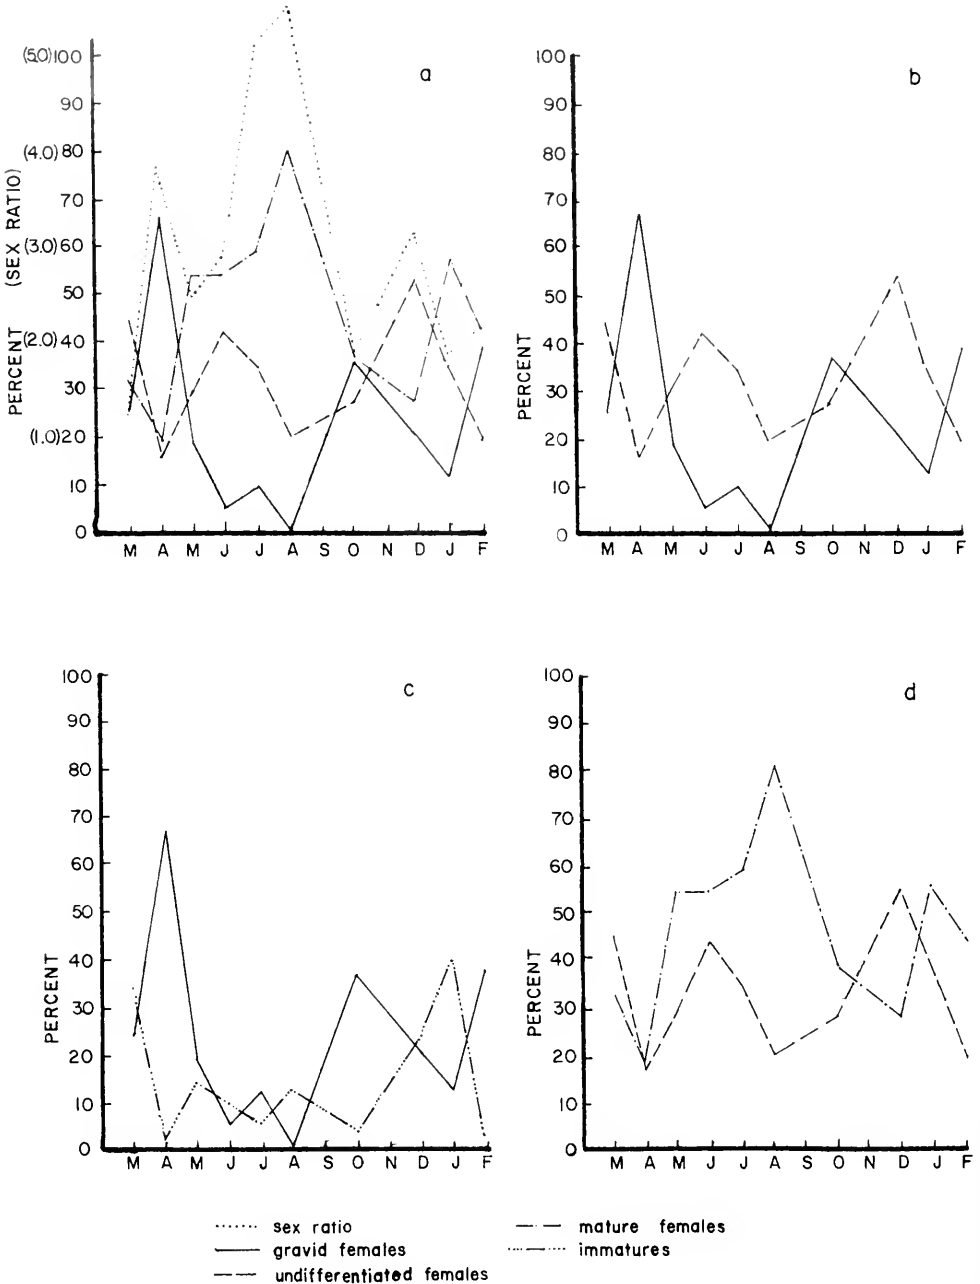 a
PERCENT (SEX RATIO)
(5.0)100
90
(4.0)80
70
(3.0)60
50
(2.0)40
30
(1.0)20
10
0
M A M J J A S O N D J F
b
PERCENT
100
90
80
70
60
50
40
30
20
10
0
M A M J J A S O N D J F
c
PERCENT
100
90
80
70
60
50
40
30
20
10
0
M A M J J A S O N D J F
d
PERCENT
100
90
80
70
60
50
40
30
20
10
0
M A M J J A S O N D J F
sex ratio
gravid females
undifferentiated females
mature females
immatures